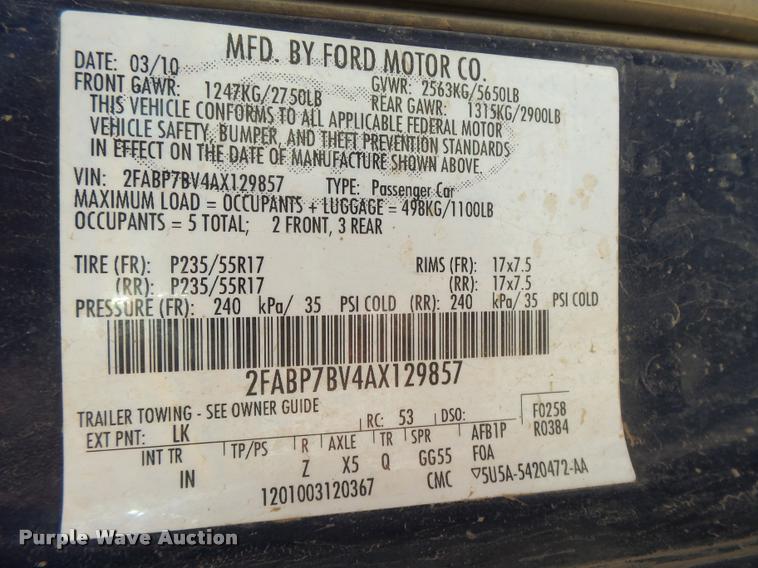 MFD. BY FORD MOTOR CO.
DATE: 03/10 GVWR: 2563KG/5650LB
FRONT GAWR: 1247KG/2750LB REAR GAWR: 1315KG/2900LB
THIS VEHICLE CONFORMS TO ALL APPLICABLE FEDERAL MOTOR
VEHICLE SAFETY, BUMPER, AND THEFT PREVENTION STANDARDS
IN EFFECT ON THE DATE OF MANUFACTURE SHOWN ABOVE.
VIN: 2FABP7BV4AX129857 TYPE: Passenger Car
MAXIMUM LOAD = OCCUPANTS + LUGGAGE = 498KG/1100LB
OCCUPANTS = 5 TOTAL; 2 FRONT, 3 REAR
TIRE (FR): P235/55R17 RIMS (FR): 17x7.5
(RR): P235/55R17 (RR): 17x7.5
PRESSURE (FR): 240 kPa/ 35 PSI COLD (RR): 240 kPa/ 35 PSI COLD
2FABP7BV4AX129857
TRAILER TOWING - SEE OWNER GUIDE
EXT PNT: LK RC: 53 DSO: F0258
INT TR TP/PS R AXLE TR SPR AFB1P R0384
IN Z X5 Q GG55 FOA
1201003120367 CMC ▽5U5A-5420472-AA
Purple Wave Auction